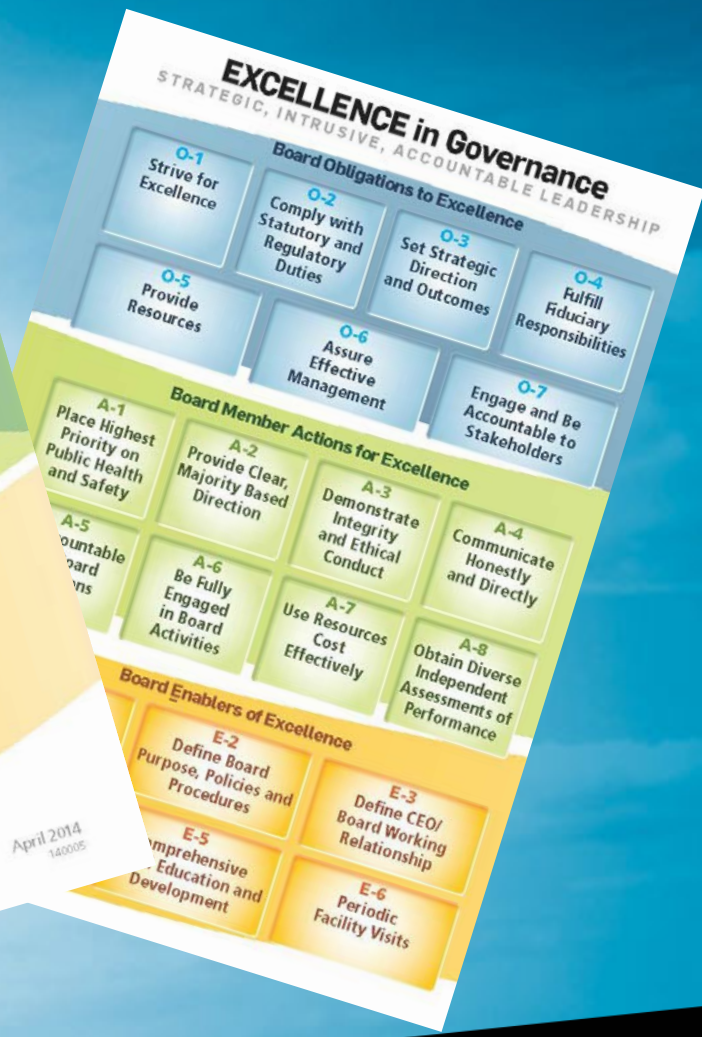 EXCELLENCE in Governance
STRATEGIC, INTRUSIVE, ACCOUNTABLE LEADERSHIP
Board Obligations to Excellence
O-1
Strive for
Excellence
O-2
Comply with
Statutory and
Regulatory
Duties
O-3
Set Strategic
Direction
and Outcomes
O-4
Fulfill
Fiduciary
Responsibilities
O-5
Provide
Resources
O-6
Assure
Effective
Management
O-7
Engage and Be
Accountable to
Stakeholders
Board Member Actions for Excellence
A-1
Place Highest
Priority on
Public Health
and Safety
A-2
Provide Clear,
Majority Based
Direction
A-3
Demonstrate
Integrity
and Ethical
Conduct
A-4
Communicate
Honestly
and Directly
A-5
ountable
oard
ns
A-6
Be Fully
Engaged
in Board
Activities
A-7
Use Resources
Cost
Effectively
A-8
Obtain Diverse
Independent
Assessments of
Performance
Board Enablers of Excellence
E-2
Define Board
Purpose, Policies and
Procedures
E-3
Define CEO/
Board Working
Relationship
E-5
mprehensive
Education and
Development
E-6
Periodic
Facility Visits
April 2014
140005